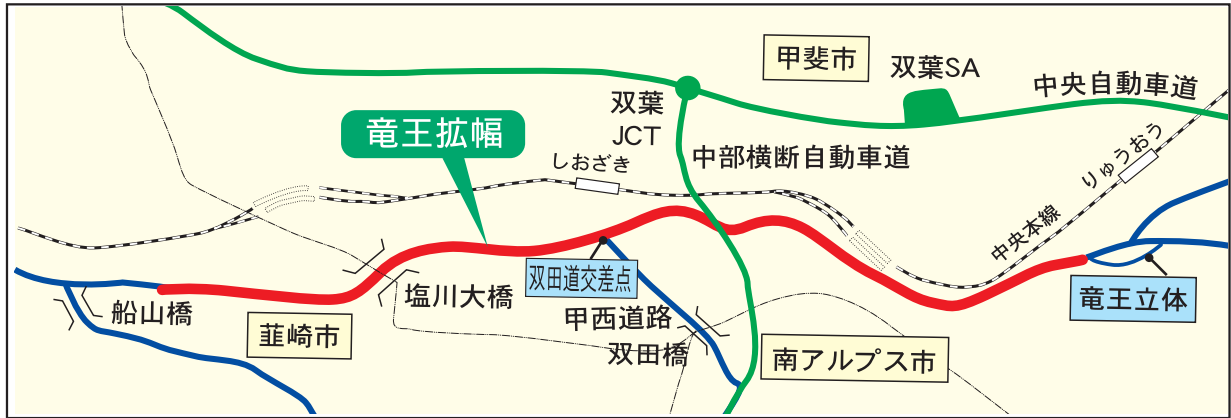 甲斐市
双葉SA
中央自動車道
双葉
JCT
竜王拡幅
中部横断自動車道
しおざき
りゅうおう
中央本線
双田道交差点
塩川大橋
船山橋
韮崎市
甲西道路
双田橋
南アルプス市
竜王立体